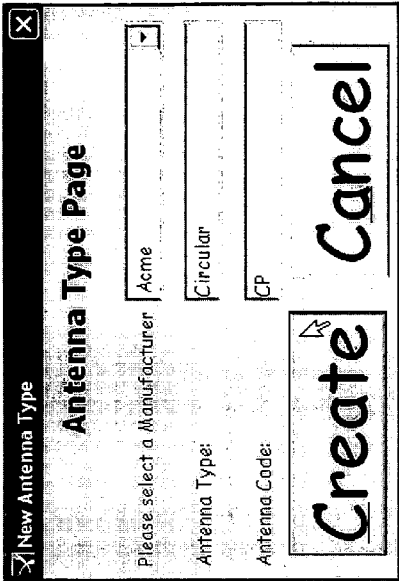 New Antenna Type
Antenna Type Page
Please select a Manufacturer Acme
Antenna Type: Circular
Antenna Code: CP
Create Cancel